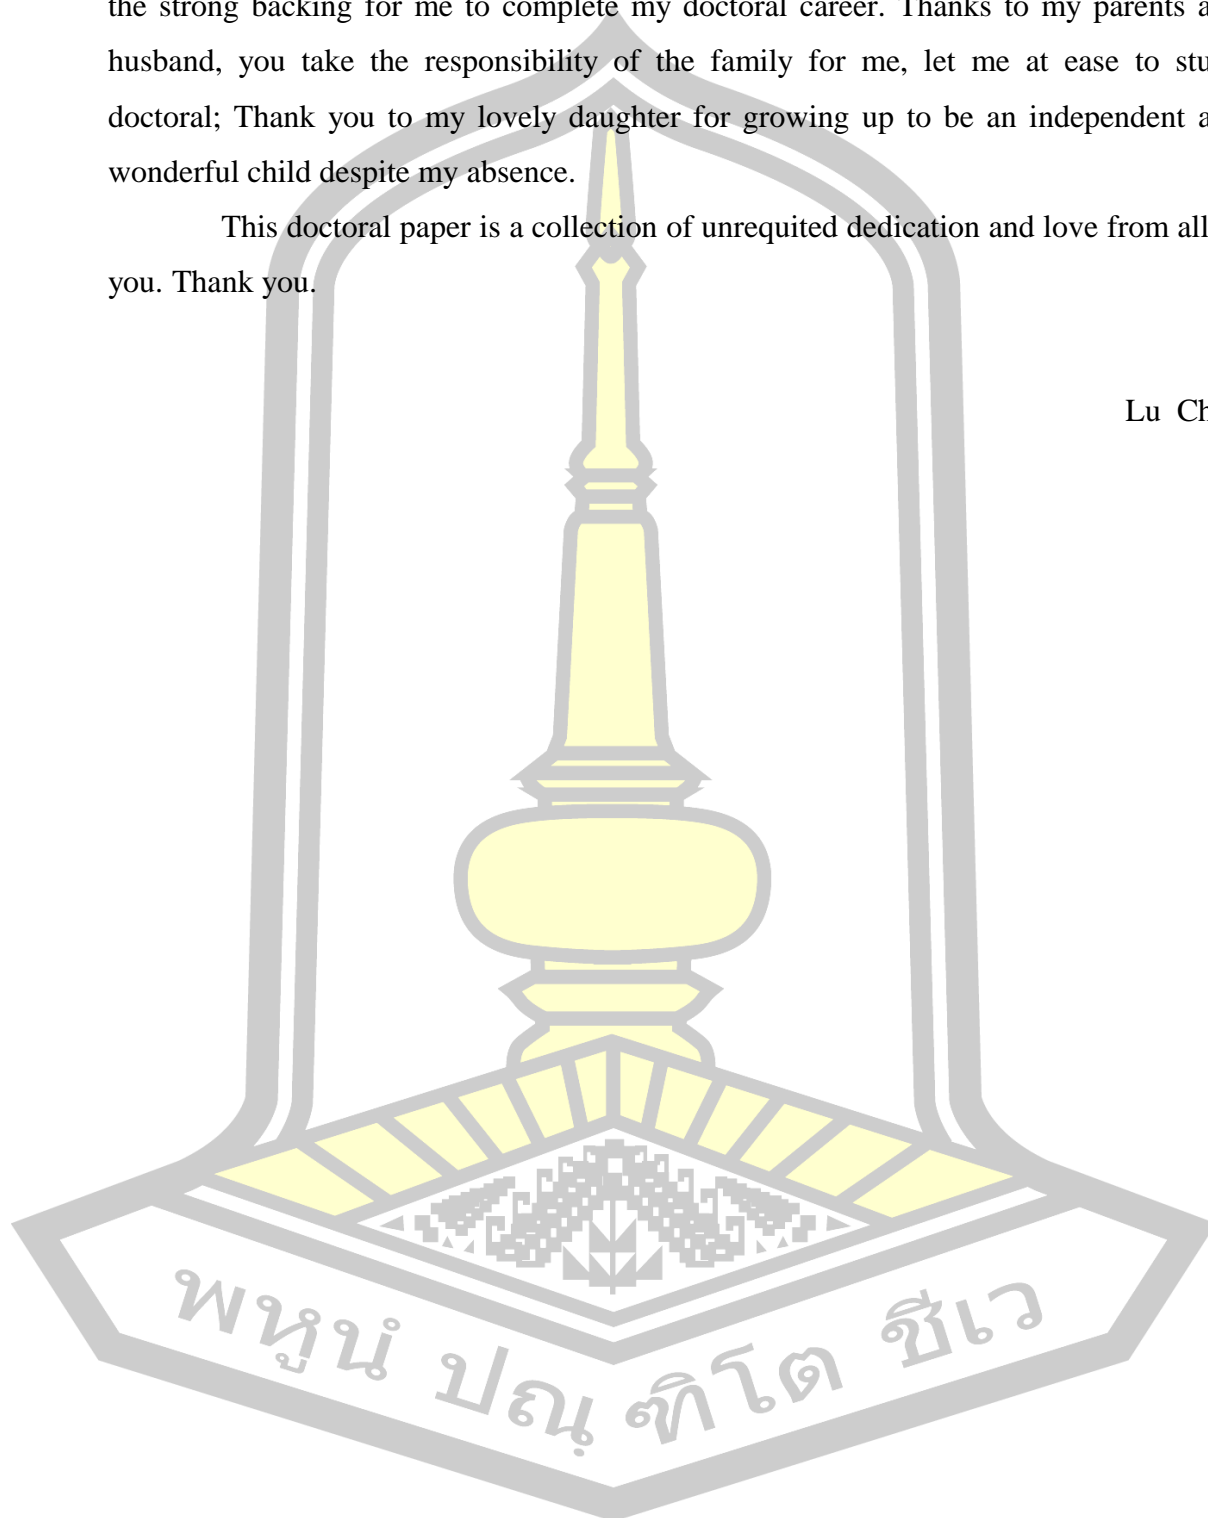 the strong backing for me to complete my doctoral career. Thanks to my parents a
husband, you take the responsibility of the family for me, let me at ease to stu
doctoral; Thank you to my lovely daughter for growing up to be an independent a
wonderful child despite my absence.
This doctoral paper is a collection of unrequited dedication and love from all
you. Thank you.
Lu Ch
พหูนํ ปณฺฑิโต ชีเว